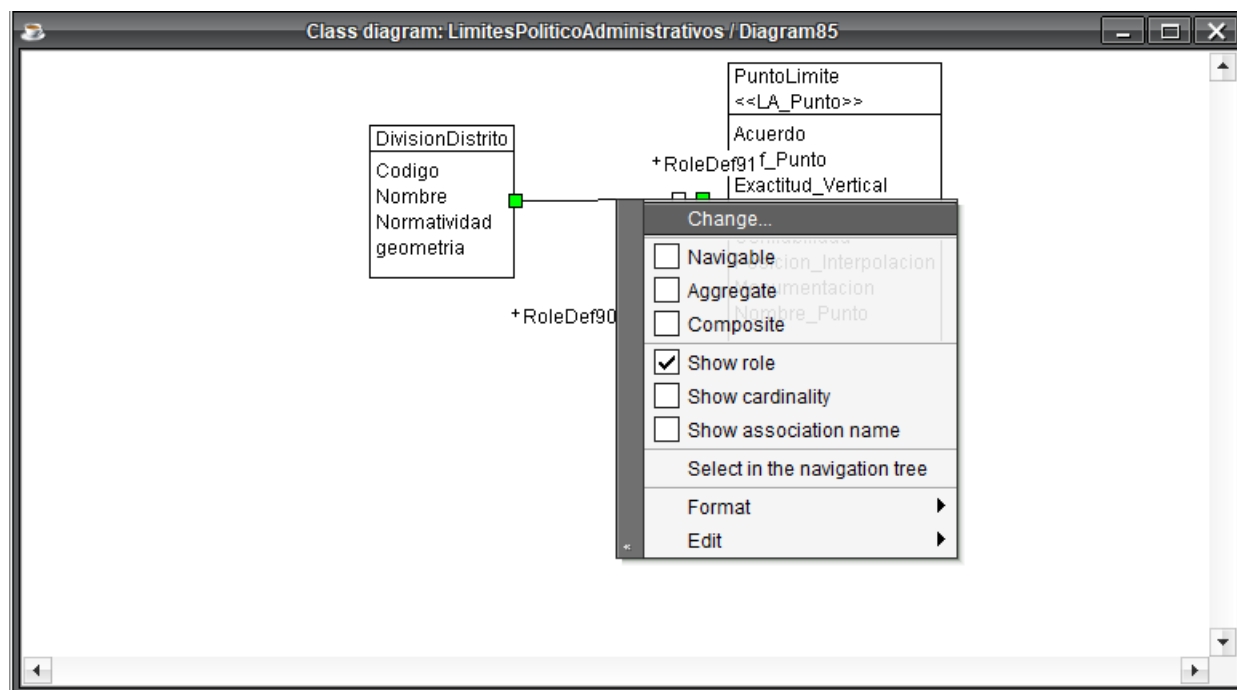 Class diagram: LimitesPoliticoAdministrativos / Diagram85
PuntoLimite
<<LA_Punto>>
Acuerdo
f_Punto
Exactitud_Vertical
DivisionDistrito
Codigo
Nombre
Normatividad
geometria
+RoleDef91
+RoleDef90
Change...
Navigable
Aggregate
Composite
Show role
Show cardinality
Show association name
Select in the navigation tree
Format
Edit
Nombre_Punto